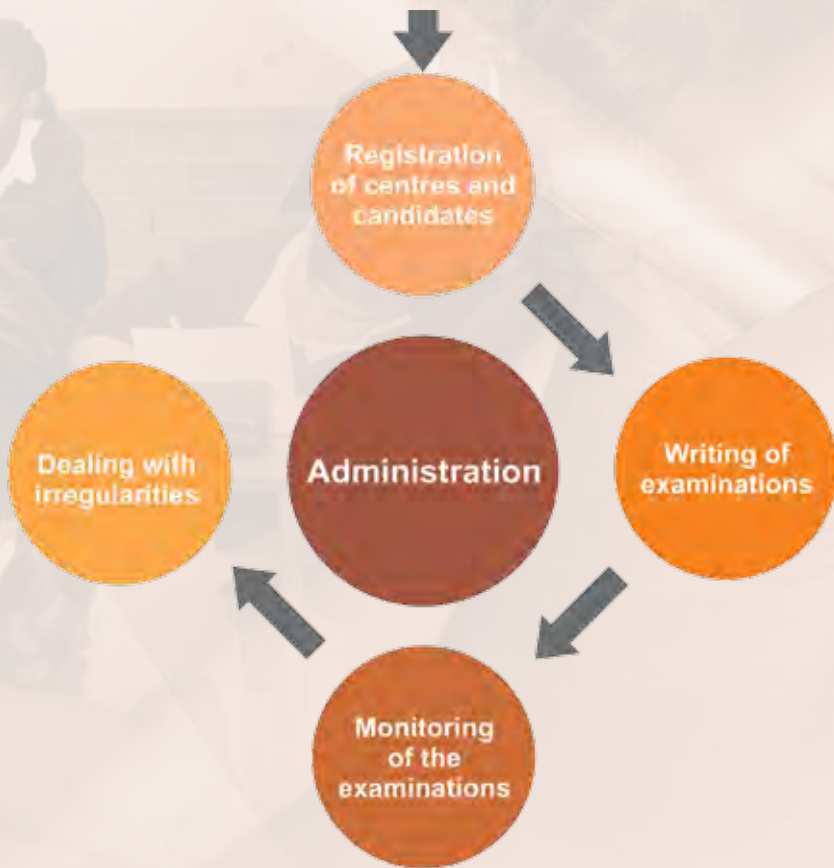 Registration
of centres and
candidates
Administration
Writing of
examinations
Monitoring
of the
examinations
Dealing with
irregularities